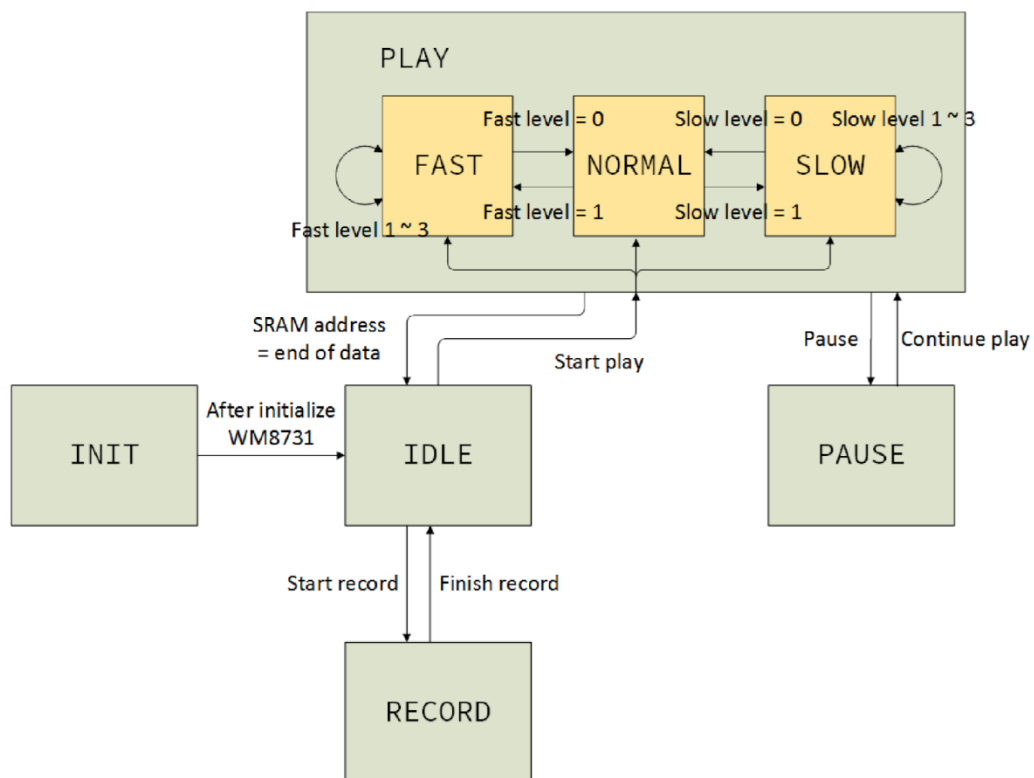 PLAY
Fast level = 0
Slow level = 0
Slow level 1 ~ 3
FAST
NORMAL
SLOW
Fast level = 1
Slow level = 1
Fast level 1 ~ 3
SRAM address
= end of data
Start play
Pause
Continue play
After initialize
WM8731
INIT
IDLE
PAUSE
Start record
Finish record
RECORD